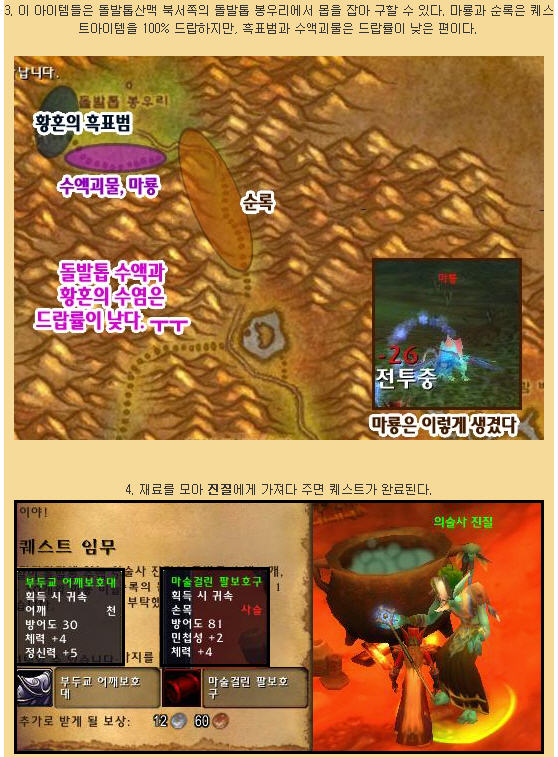 3. 이 아이템들은 돌발톱산맥 북서쪽의 돌발톱 봉우리에서 몹을 잡아 구할 수 있다. 마룡과 순록은 퀘스
트아이템을 100% 드랍하지만, 흑표범과 수액괴물은 드랍률이 낮은 편이다.
납니다.
돌발톱 봉우리
황혼의 흑표범
수액괴물, 마룡
순록
돌발톱 수액과
황혼의 수염은
드랍률이 낮다. ㅜㅜ
마룡
-26
전투중
마룡은 이렇게 생겼다
4. 재료를 모아 진질에게 가져다 주면 퀘스트가 완료된다.
이야!
의술사 진질
퀘스트 임무
부두교 어깨보호대
획득 시 귀속
어깨 천
방어도 30
체력 +4
정신력 +5
마술걸린 팔보호구
획득 시 귀속
손목 사슬
방어도 81
민첩성 +2
체력 +4
부두교 어깨보호
대
마술걸린 팔보호
구
추가로 받게 될 보상: 12 60